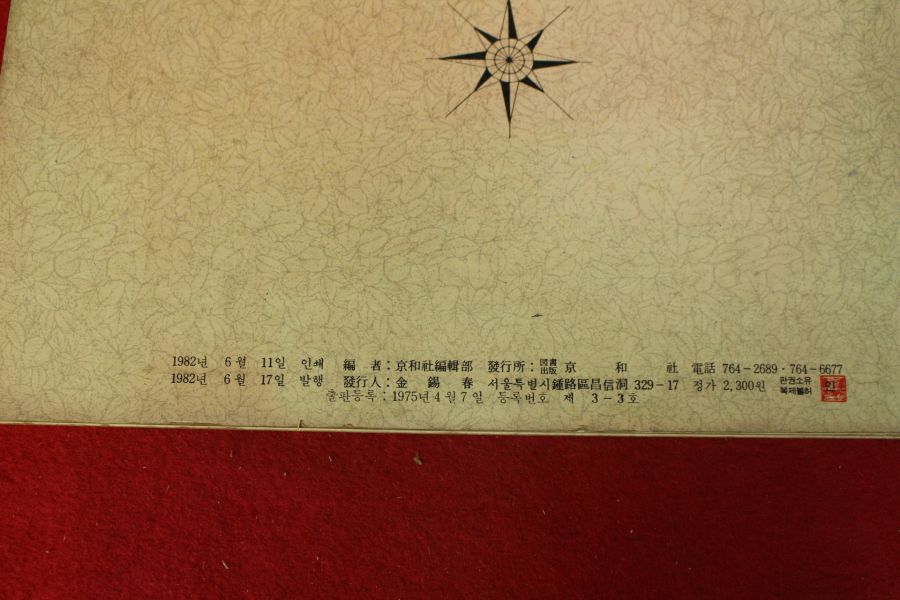 1982년 6월 11일 인쇄 編 者：京和社編輯部 發行所：圖書出版 京 和 社 電話 764-2689·764-6677
1982년 6월 17일 발행 發行人：金 錫 春 서울특별시鍾路區昌信洞 329-17 정가 2,300원 판권소유 복제불허 인
출판등록：1975년 4월 7일 등록번호 제 3-3호